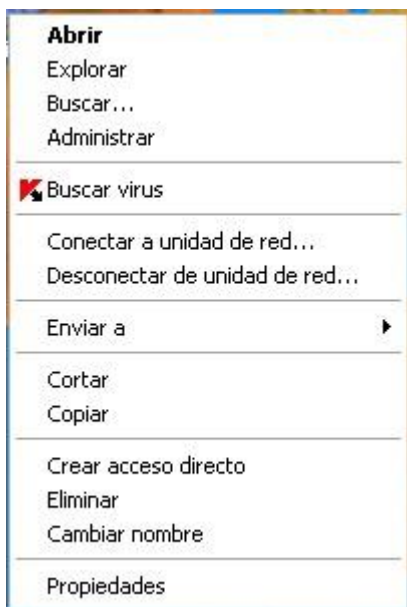 Abrir
Explorar
Buscar...
Administrar
Buscar virus
Conectar a unidad de red...
Desconectar de unidad de red...
Enviar a
Cortar
Copiar
Crear acceso directo
Eliminar
Cambiar nombre
Propiedades